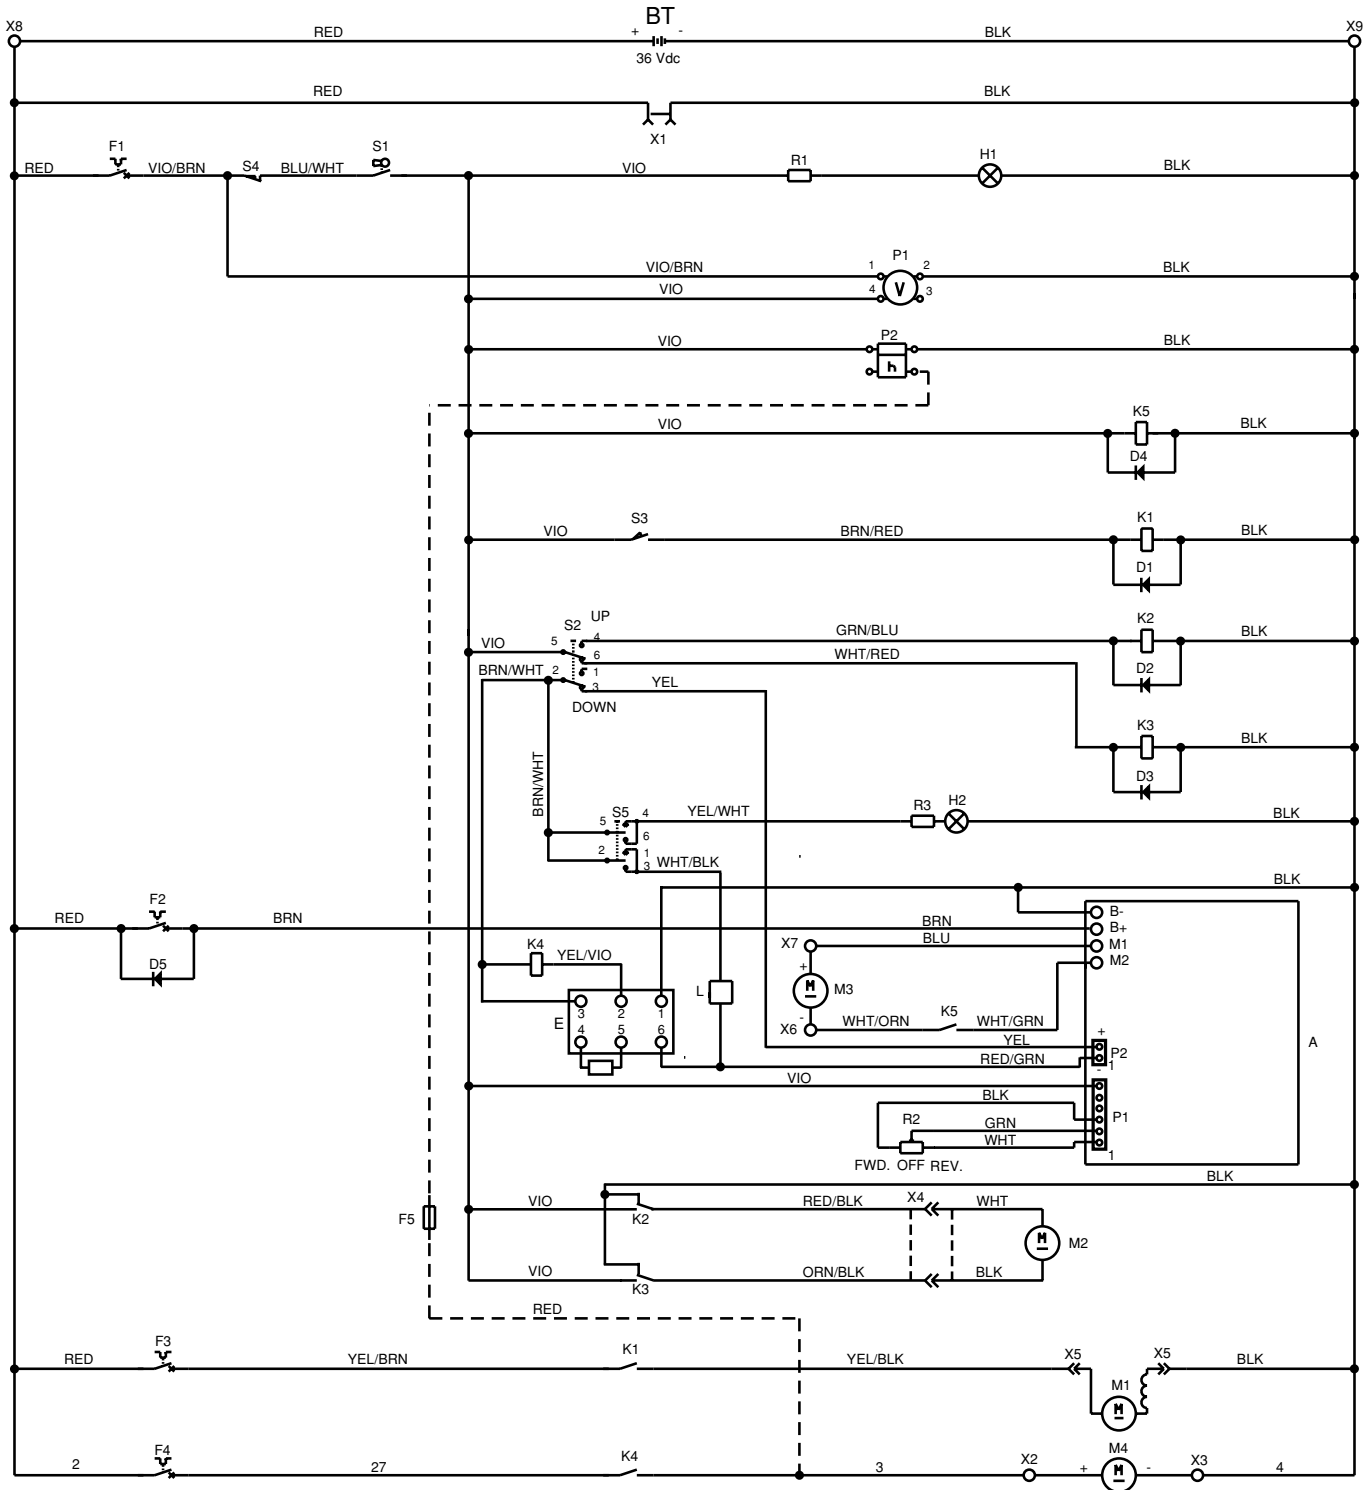 BT
X8
RED
+
-
BLK
X9
36 Vdc
RED
BLK
X1
F1
S4
S1
R1
H1
RED
VIO/BRN
BLU/WHT
VIO
BLK
P1
VIO/BRN
1
2
BLK
VIO
4
V
3
P2
VIO
BLK
h
K5
VIO
BLK
D4
S3
K1
VIO
BRN/RED
BLK
D1
UP
S2
K2
VIO
5
4
GRN/BLU
BLK
6
WHT/RED
BRN/WHT
2
1
D2
3
YEL
DOWN
K3
BLK
BRN/WHT
D3
S5
5
4
YEL/WHT
R3
H2
BLK
6
2
1
3
WHT/BLK
BLK
F2
RED
BRN
BRN
B-
B+
BLU
M1
M2
X7
K4
YEL/VIO
D5
+
M
M3
L
E
3
2
1
4
5
6
-
X6
WHT/ORN
K5
WHT/GRN
YEL
+
P2
A
RED/GRN
1
-
VIO
BLK
R2
GRN
P1
WHT
1
FWD. OFF REV.
BLK
VIO
K2
RED/BLK
X4
WHT
F5
M
M2
VIO
K3
ORN/BLK
BLK
RED
F3
RED
YEL/BRN
K1
YEL/BLK
X5
X5
BLK
M1
M
F4
2
27
K4
3
X2
+
M4
M
-
X3
4